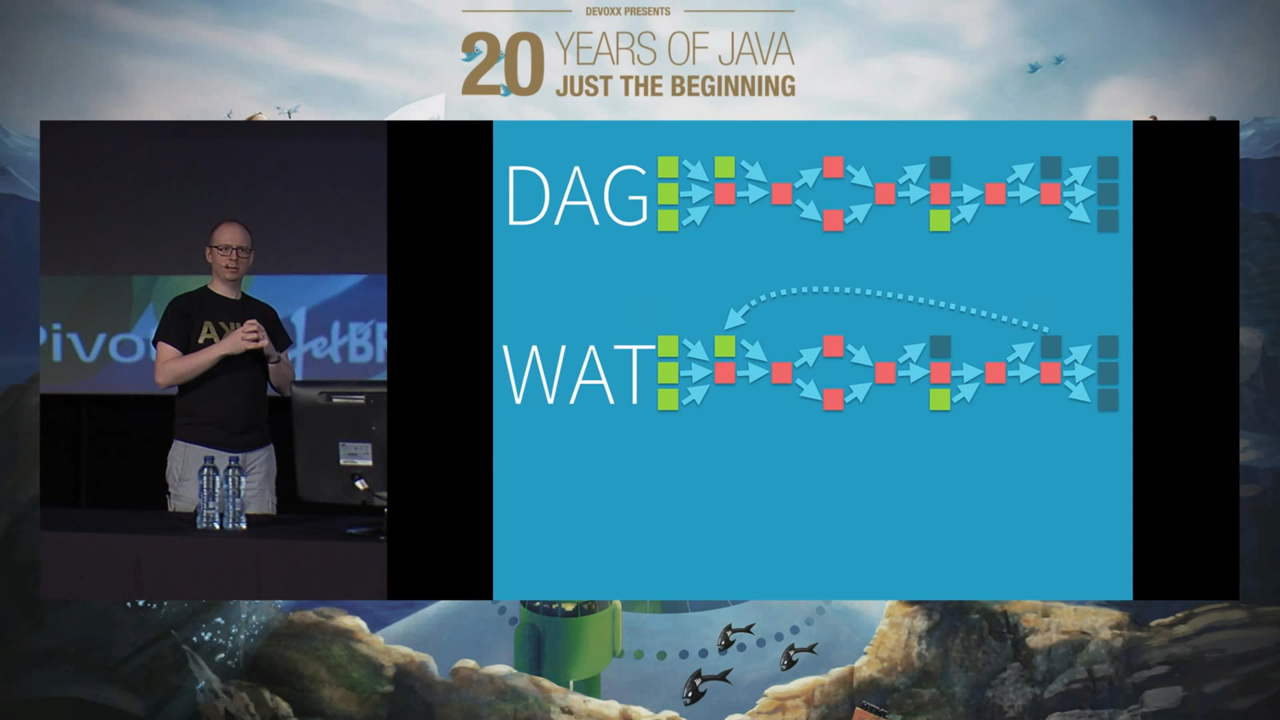 DEVOXX PRESENTS
20 YEARS OF JAVA
JUST THE BEGINNING
DAG
WAT